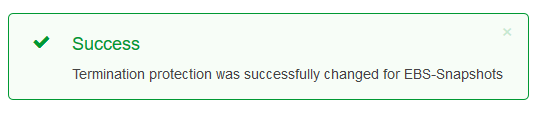 Success
Termination protection was successfully changed for EBS-Snapshots